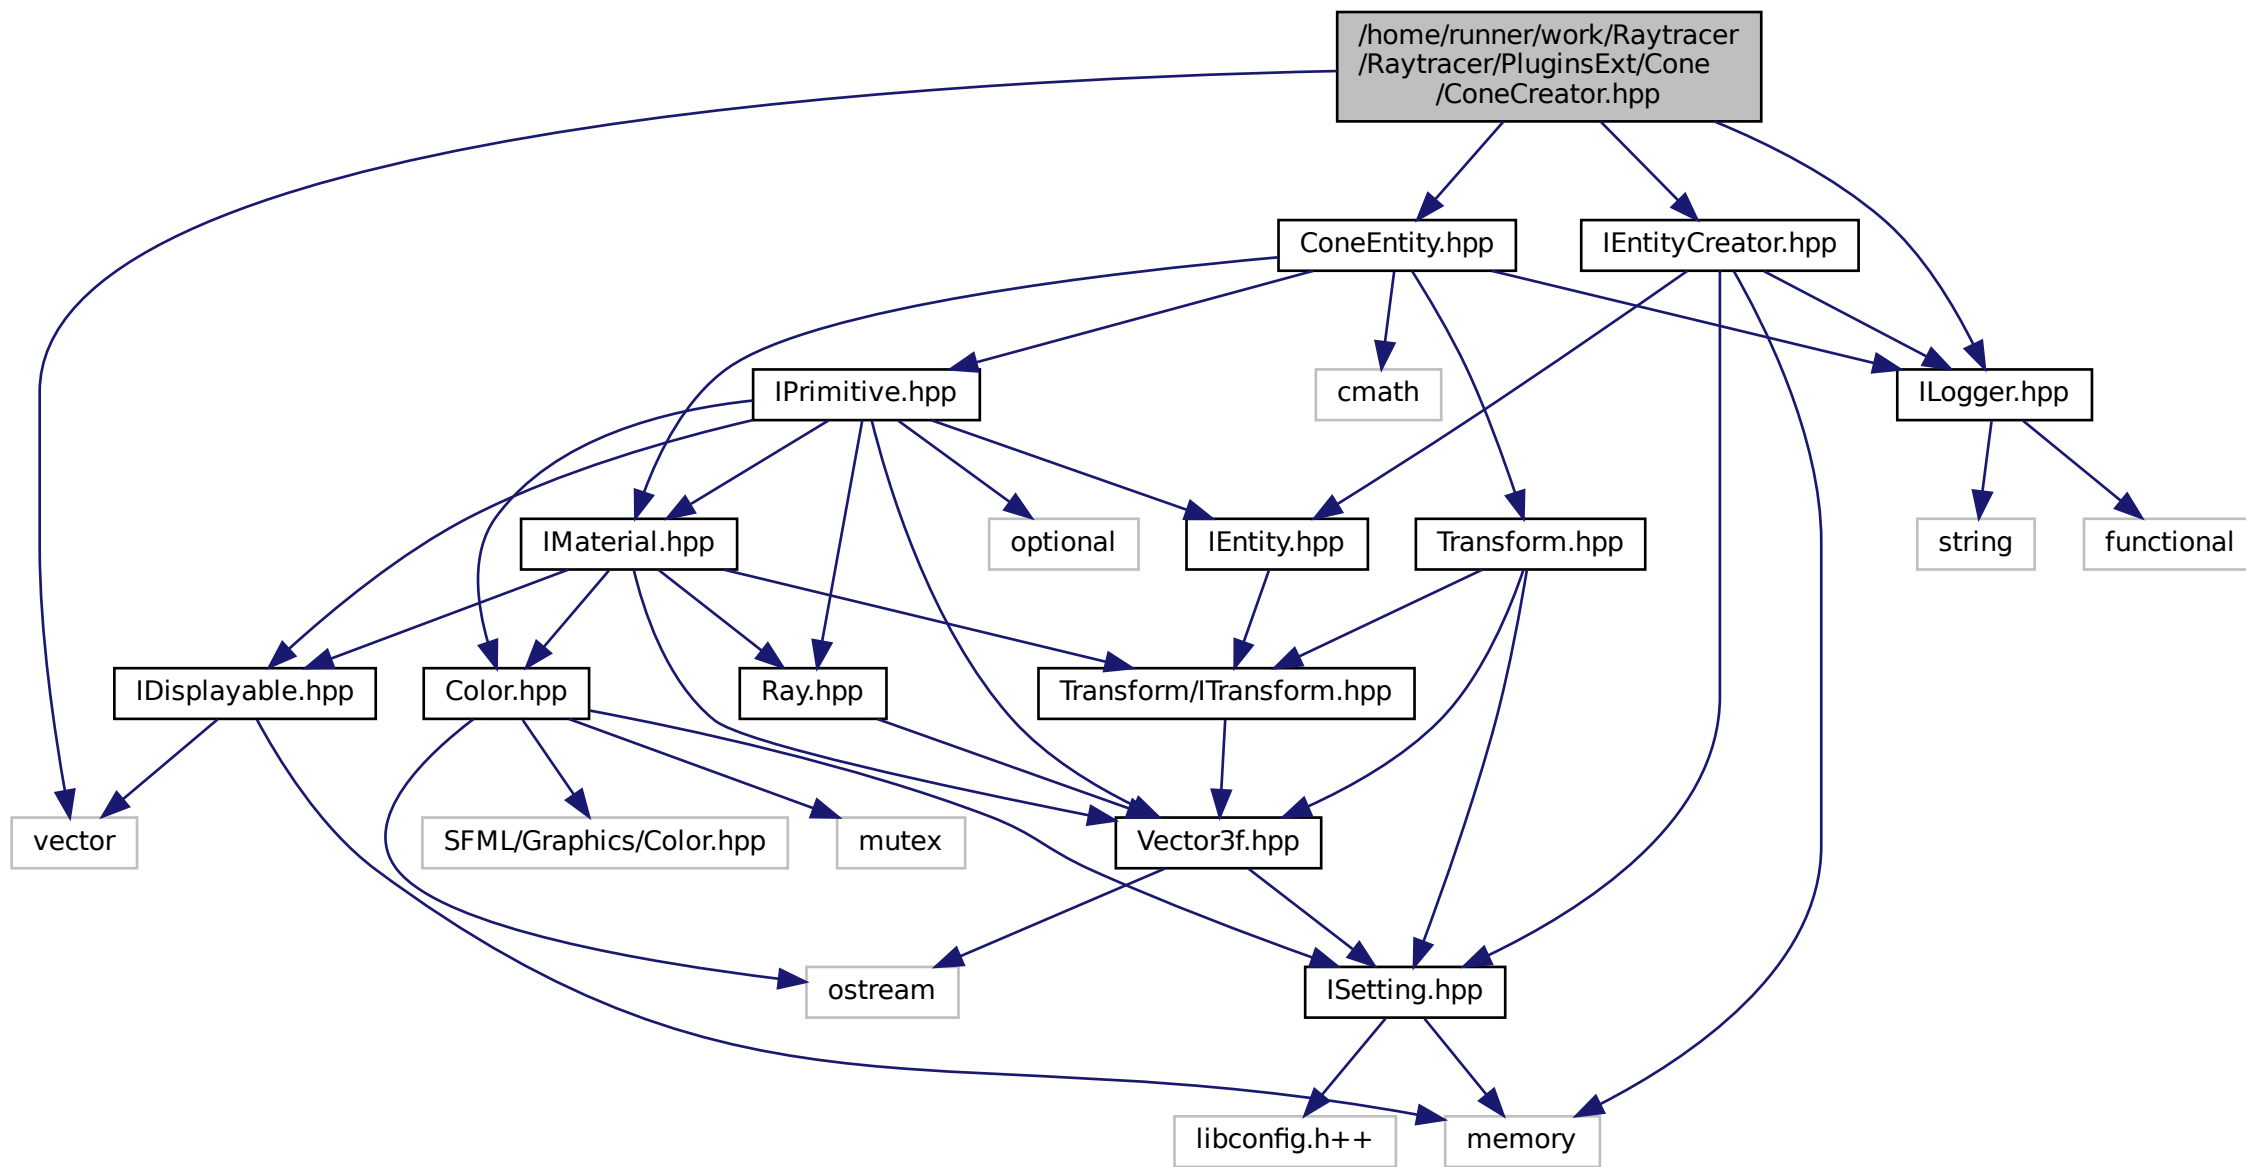 /home/runner/work/Raytracer
/Raytracer/PluginsExt/Cone
/ConeCreator.hpp
ConeEntity.hpp
IEntityCreator.hpp
IPrimitive.hpp
cmath
ILogger.hpp
IMaterial.hpp
optional
IEntity.hpp
Transform.hpp
string
functional
IDisplayable.hpp
Color.hpp
Ray.hpp
Transform/ITransform.hpp
vector
SFML/Graphics/Color.hpp
mutex
Vector3f.hpp
ostream
ISetting.hpp
libconfig.h++
memory